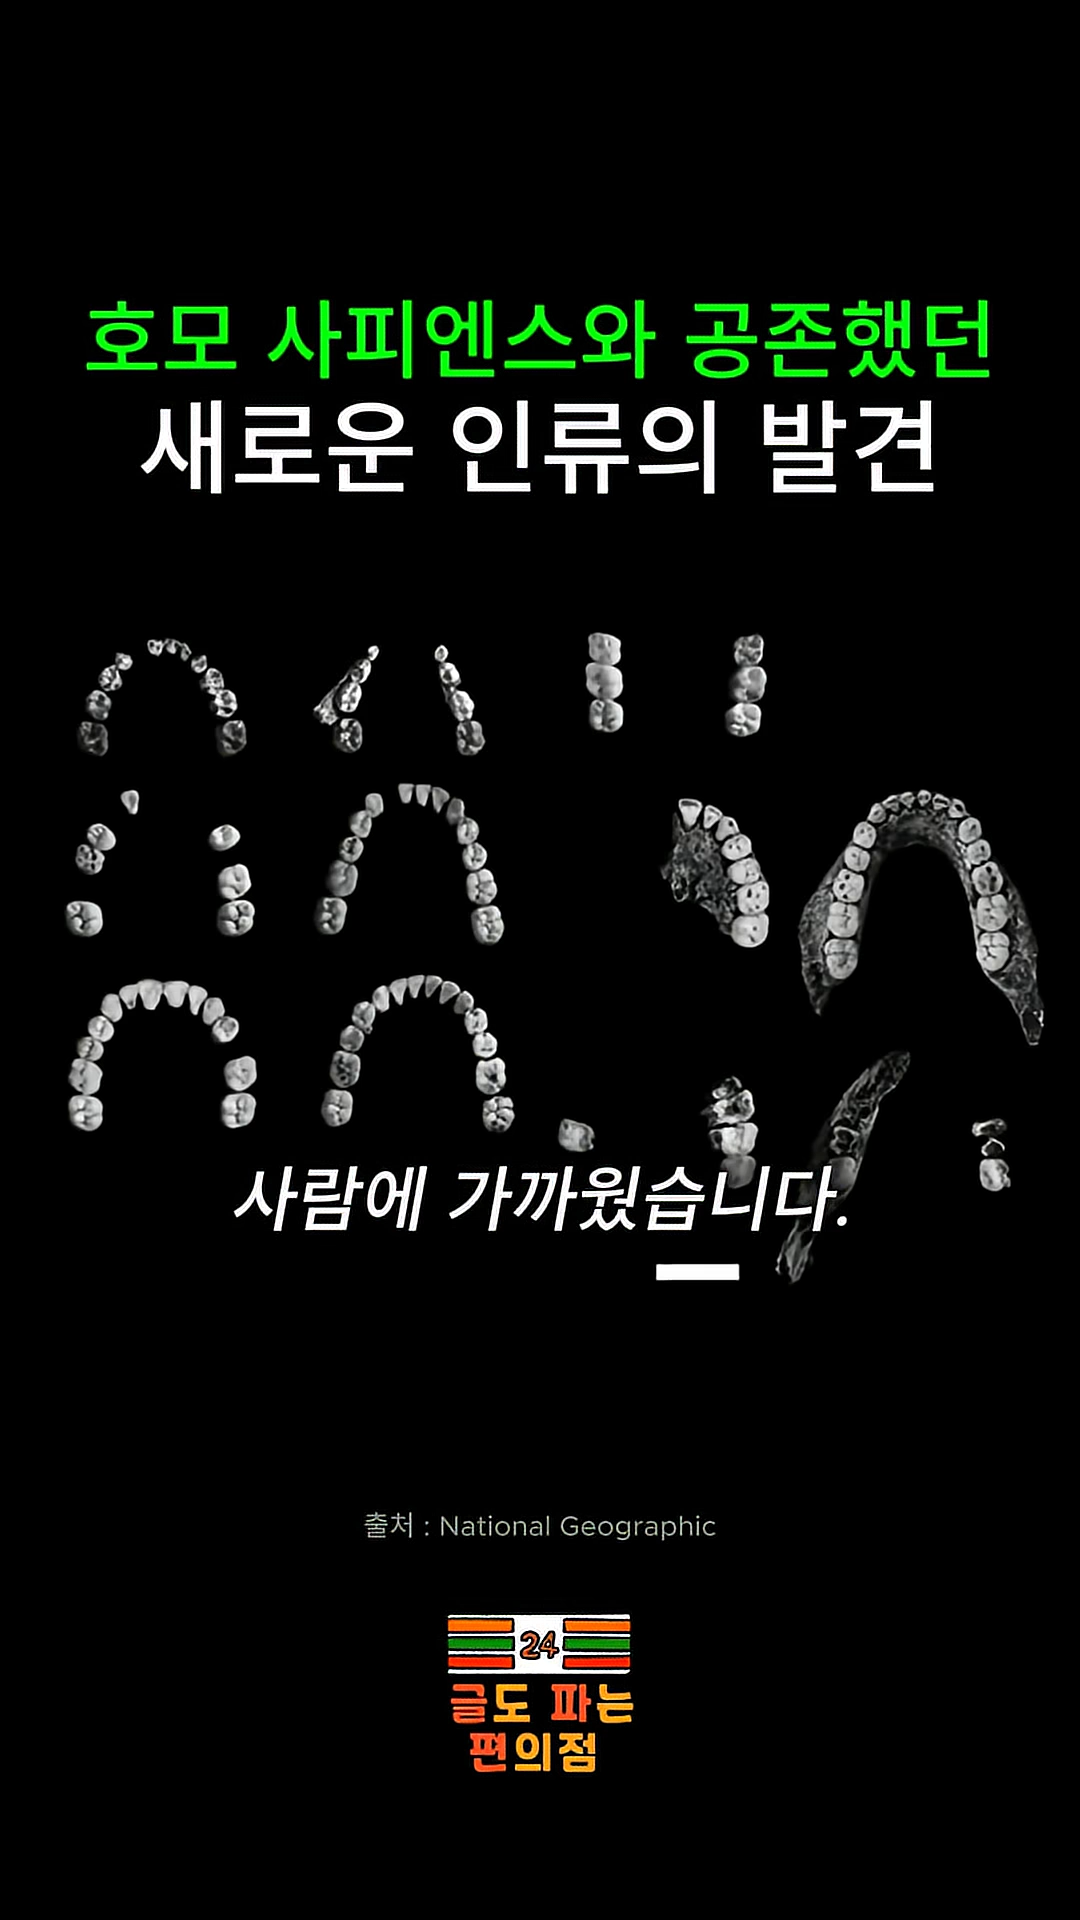 호모 사피엔스와 공존했던
새로운 인류의 발견
사람에 가까웠습니다.
출처 : National Geographic
24
글도 파는
편의점